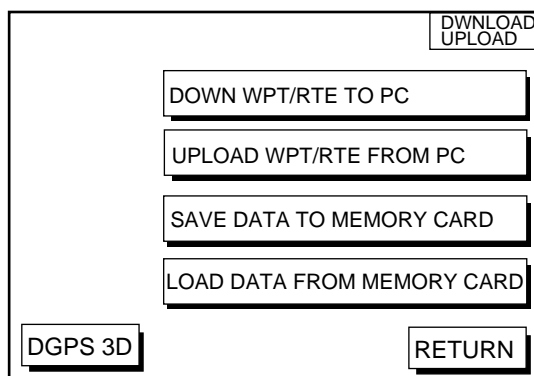 DWNLOAD
UPLOAD
DOWN WPT/RTE TO PC
UPLOAD WPT/RTE FROM PC
SAVE DATA TO MEMORY CARD
LOAD DATA FROM MEMORY CARD
DGPS 3D
RETURN